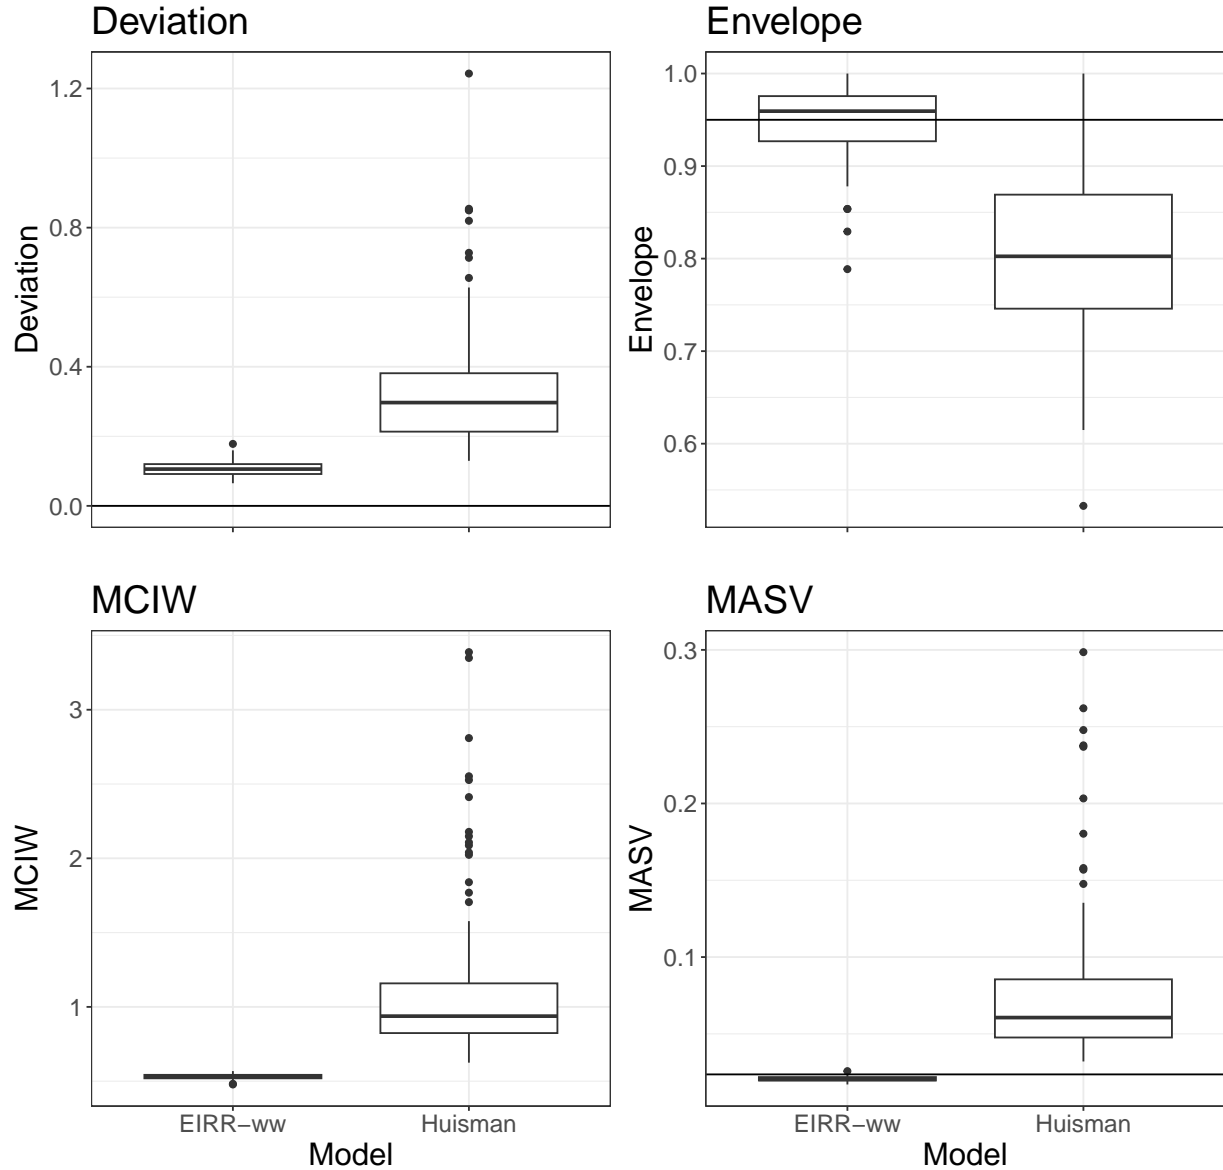 Deviation
Deviation
1.2
0.8
0.4
0.0
Envelope
Envelope
1.0
0.9
0.8
0.7
0.6
MCIW
MCIW
3
2
1
EIRR−ww Huisman
Model
MASV
MASV
0.3
0.2
0.1
EIRR−ww Huisman
Model